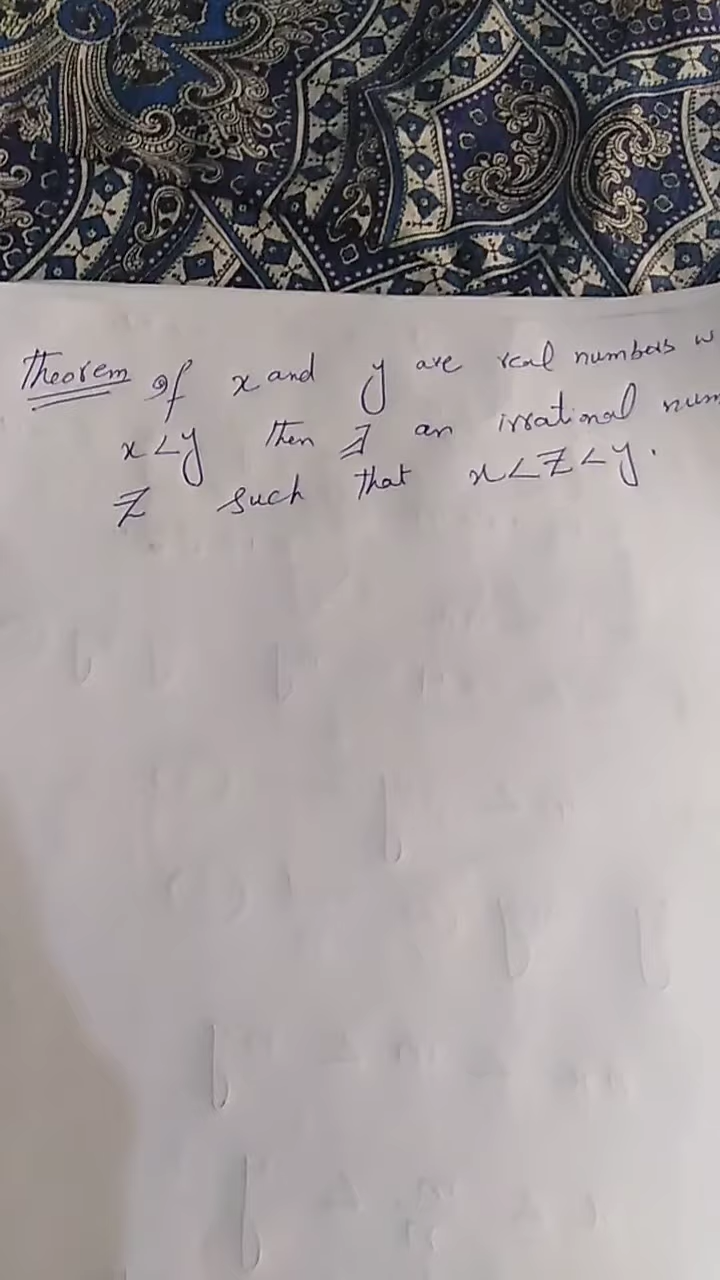 Theorem If x and y are real numbers w
x<y then ∃ an irrational num
z such that x<z<y.